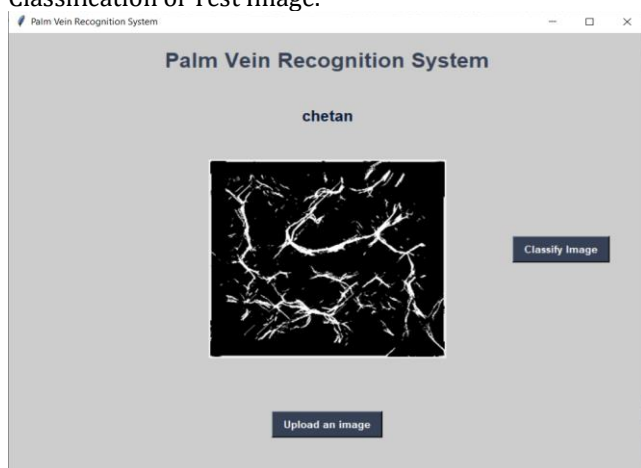 Classification of Test Image:
Palm Vein Recognition System
Palm Vein Recognition System
chetan
Classify Image
Upload an image